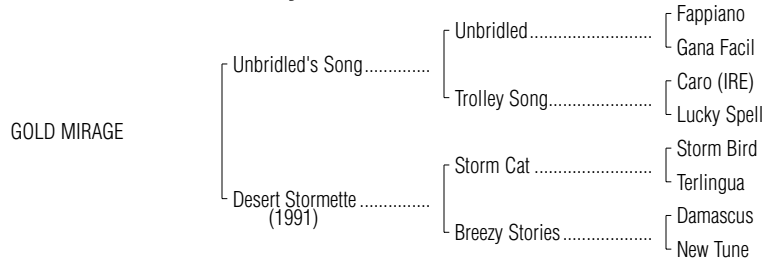 Fappiano
Unbridled..............................
Gana Facil
Unbridled's Song..............
Caro (IRE)
Trolley Song.........................
Lucky Spell
GOLD MIRAGE
Storm Bird
Storm Cat ............................
Terlingua
Desert Stormette ...............
(1991)
Damascus
Breezy Stories......................
New Tune